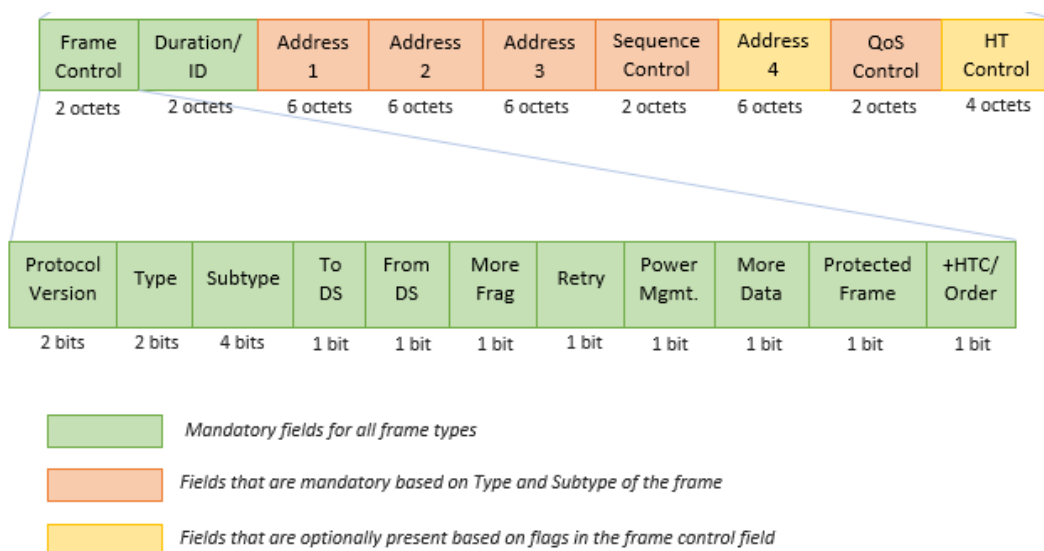 Frame Control
Duration/ ID
Address 1
Address 2
Address 3
Sequence Control
Address 4
QoS Control
HT Control
2 octets
2 octets
6 octets
6 octets
6 octets
2 octets
6 octets
2 octets
4 octets
Protocol Version
Type
Subtype
To DS
From DS
More Frag
Retry
Power Mgmt.
More Data
Protected Frame
+HTC/ Order
2 bits
2 bits
4 bits
1 bit
1 bit
1 bit
1 bit
1 bit
1 bit
1 bit
1 bit
Mandatory fields for all frame types
Fields that are mandatory based on Type and Subtype of the frame
Fields that are optionally present based on flags in the frame control field